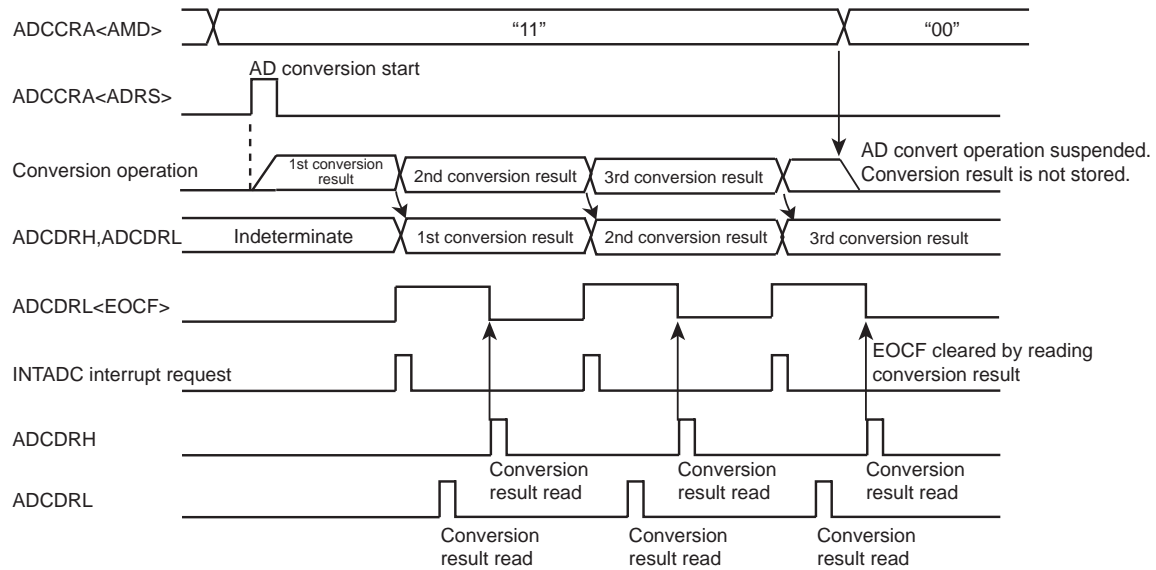 ADCCRA<AMD>
“11”
“00”
AD conversion start
ADCCRA<ADRS>
Conversion operation
1st conversion
result
2nd conversion result
3rd conversion result
AD convert operation suspended.
Conversion result is not stored.
ADCDRH,ADCDRL
Indeterminate
1st conversion result
2nd conversion result
3rd conversion result
ADCDRL<EOCF>
EOCF cleared by reading
conversion result
INTADC interrupt request
ADCDRH
Conversion
result read
Conversion
result read
Conversion
result read
ADCDRL
Conversion
result read
Conversion
result read
Conversion
result read